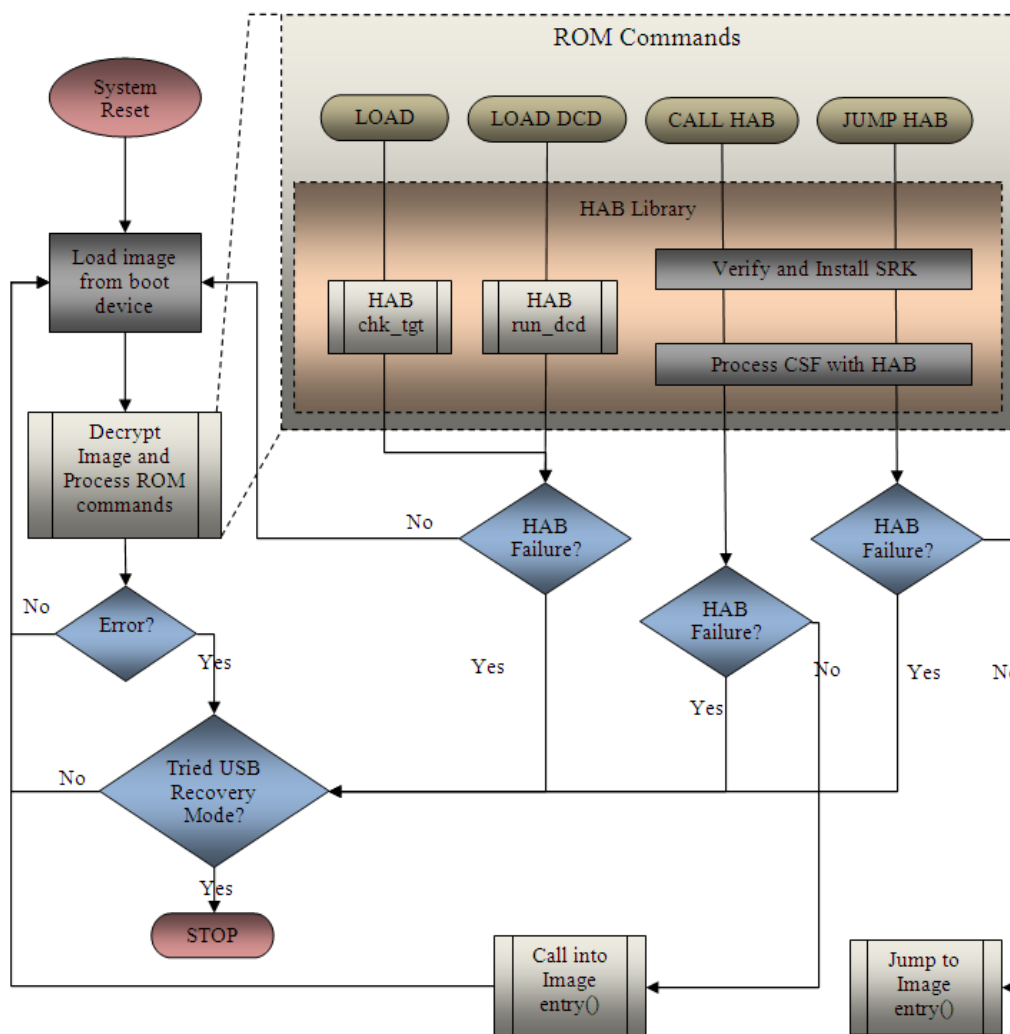 ROM Commands
System
Reset
LOAD
LOAD DCD
CALL HAB
JUMP HAB
HAB Library
Load image
from boot
device
Verify and Install SRK
HAB
chk_tgt
HAB
run_dcd
Process CSF with HAB
Decrypt
Image and
Process ROM
commands
No
HAB
Failure?
HAB
Failure?
No
Error?
HAB
Failure?
Yes
Yes
No
Yes
No
Yes
No
Tried USB
Recovery
Mode?
Yes
STOP
Call into
Image
entry()
Jump to
Image
entry()